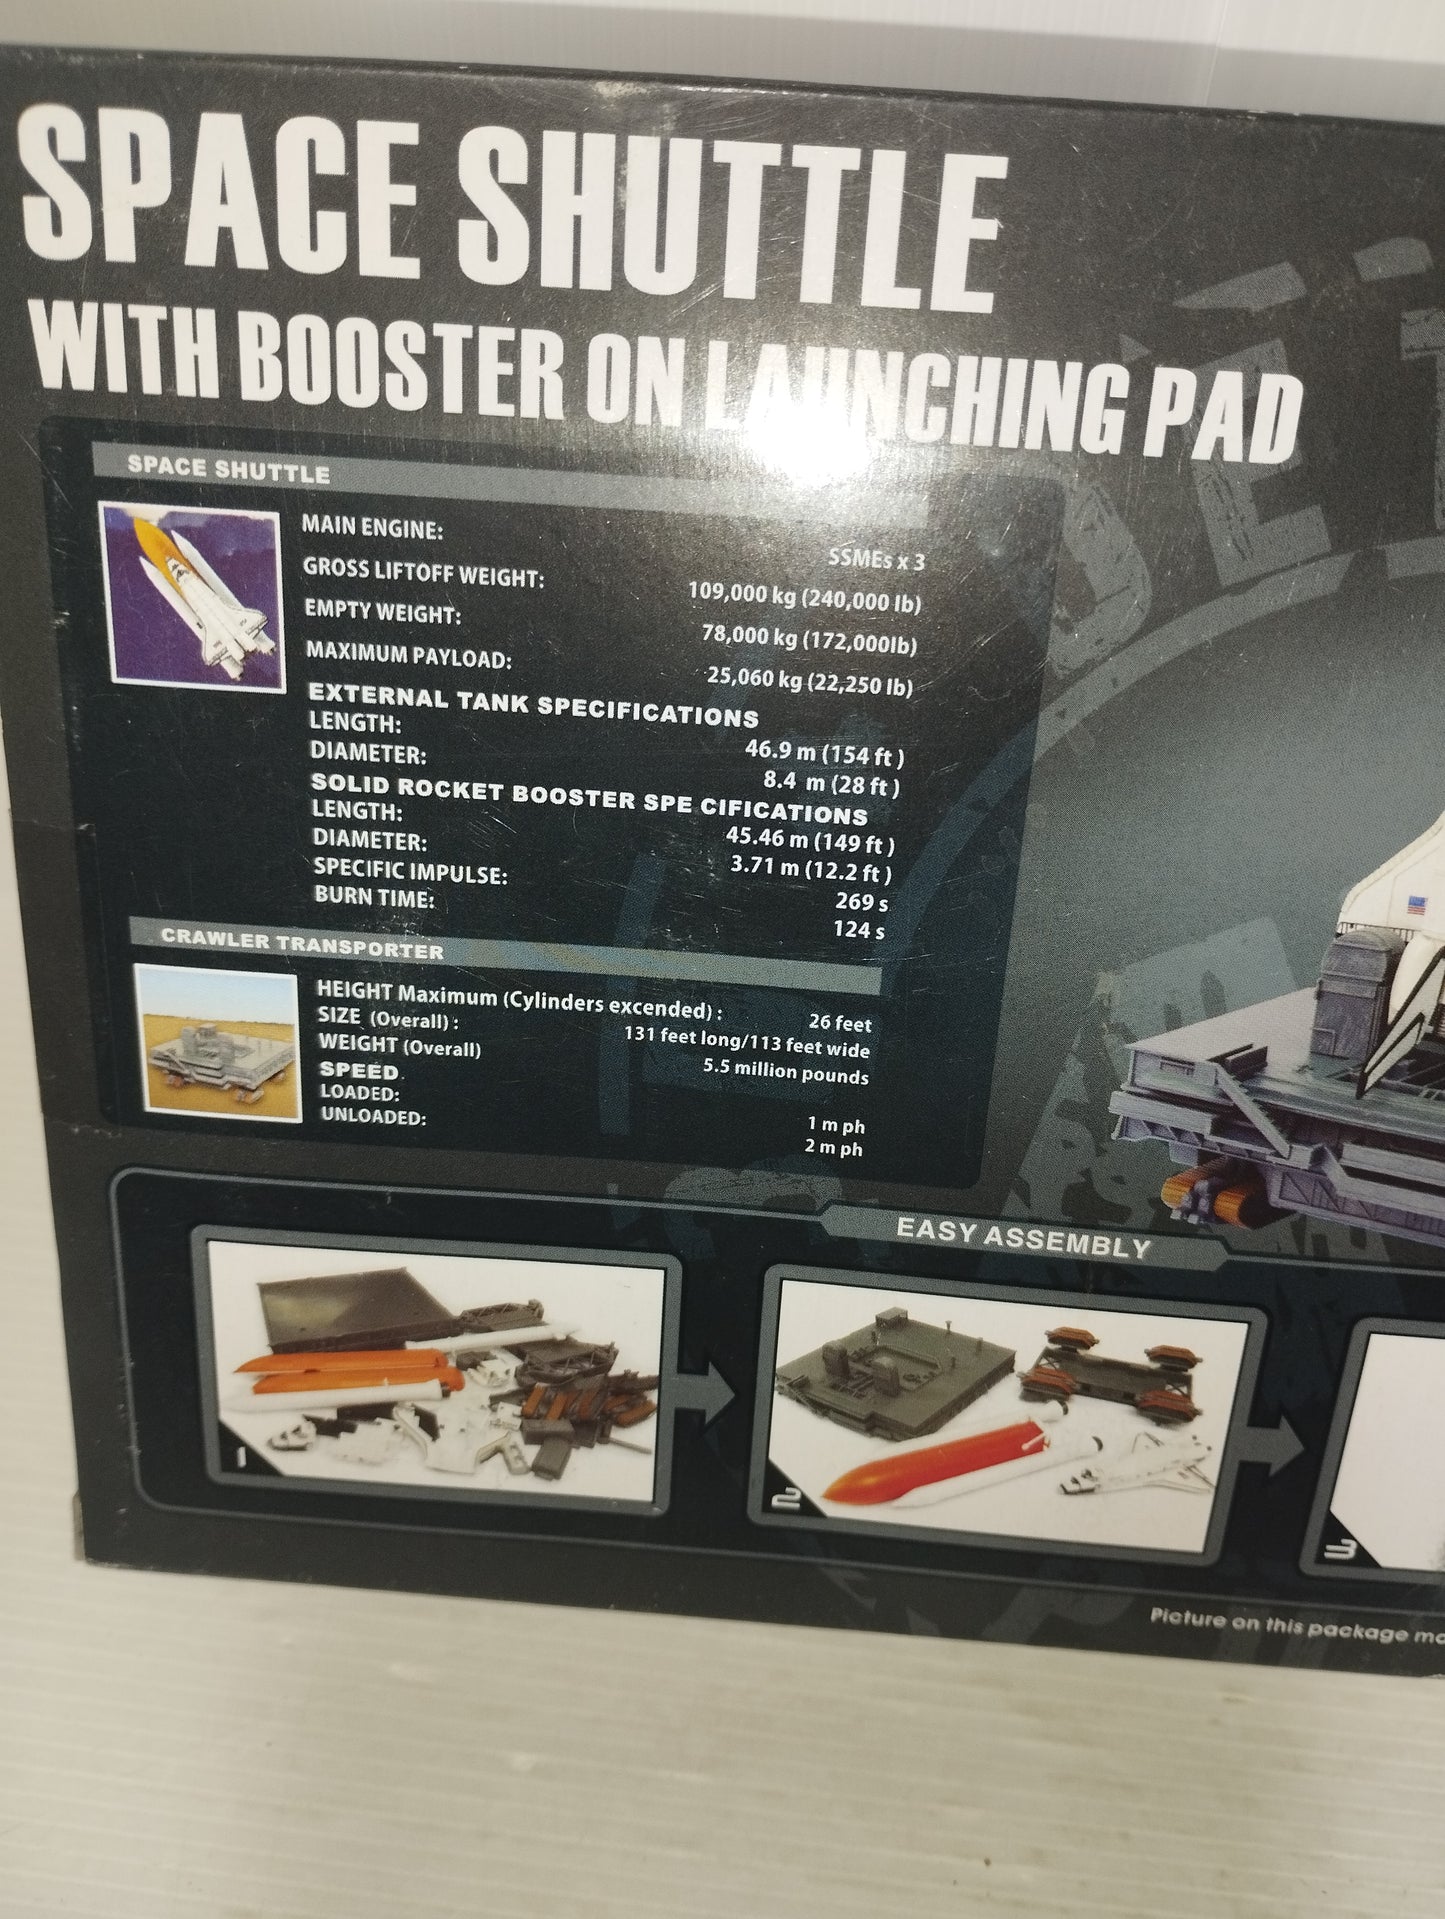 SPACE SHUTTLE
WITH BOOSTER ON LAUNCHING PAD
SPACE SHUTTLE
MAIN ENGINE: SSMEs x 3
GROSS LIFTOFF WEIGHT: 109,000 kg (240,000 lb)
EMPTY WEIGHT: 78,000 kg (172,000lb)
MAXIMUM PAYLOAD: 25,060 kg (22,250 lb)
EXTERNAL TANK SPECIFICATIONS
LENGTH: 46.9 m (154 ft )
DIAMETER: 8.4 m (28 ft )
SOLID ROCKET BOOSTER SPE CIFICATIONS
LENGTH: 45.46 m (149 ft )
DIAMETER: 3.71 m (12.2 ft )
SPECIFIC IMPULSE: 269 s
BURN TIME: 124 s
CRAWLER TRANSPORTER
HEIGHT Maximum (Cylinders excended) : 26 feet
SIZE (Overall) : 131 feet long/113 feet wide
WEIGHT (Overall) 5.5 million pounds
SPEED
LOADED: 1 m ph
UNLOADED: 2 m ph
EASY ASSEMBLY
1
2
3
Picture on this package